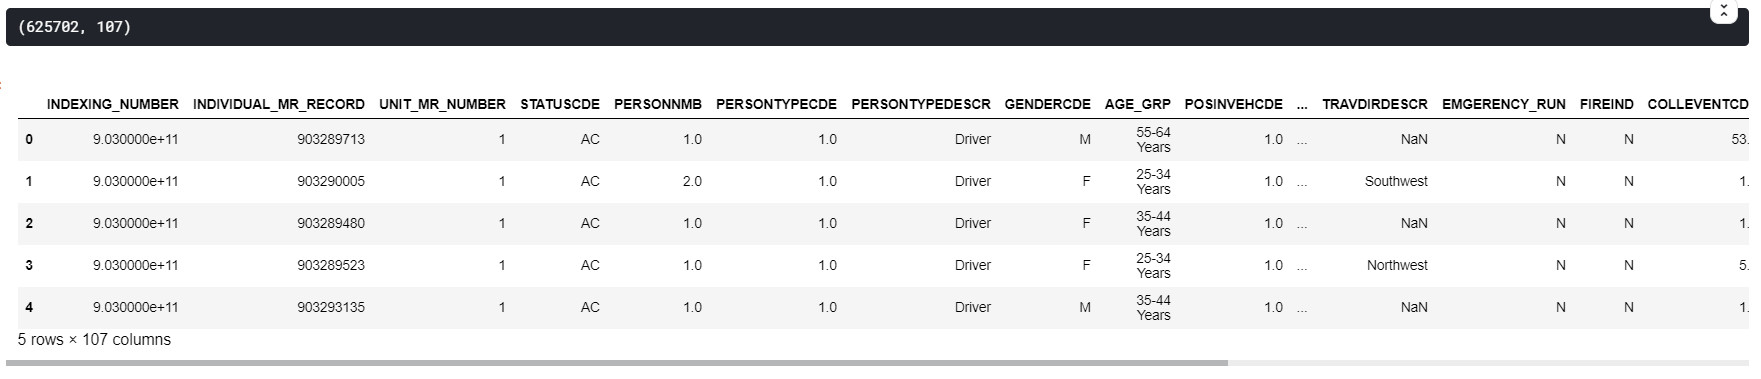 (625702, 107)
INDEXING_NUMBER INDIVIDUAL_MR_RECORD UNIT_MR_NUMBER STATUSCDE PERSONNMB PERSONTYPECDE PERSONTYPEDESCR GENDERCDE AGE_GRP POSINVEHCDE ... TRAVDIRDESCR EMGERENCY_RUN FIREIND COLLEVENTCD
0 9.030000e+11 903289713 1 AC 1.0 1.0 Driver M 55-64 Years 1.0 ... NaN N N 53.
1 9.030000e+11 903290005 1 AC 2.0 1.0 Driver F 25-34 Years 1.0 ... Southwest N N 1.
2 9.030000e+11 903289480 1 AC 1.0 1.0 Driver F 35-44 Years 1.0 ... NaN N N 1.
3 9.030000e+11 903289523 1 AC 1.0 1.0 Driver F 25-34 Years 1.0 ... Northwest N N 5.
4 9.030000e+11 903293135 1 AC 1.0 1.0 Driver M 35-44 Years 1.0 ... NaN N N 1.
5 rows × 107 columns